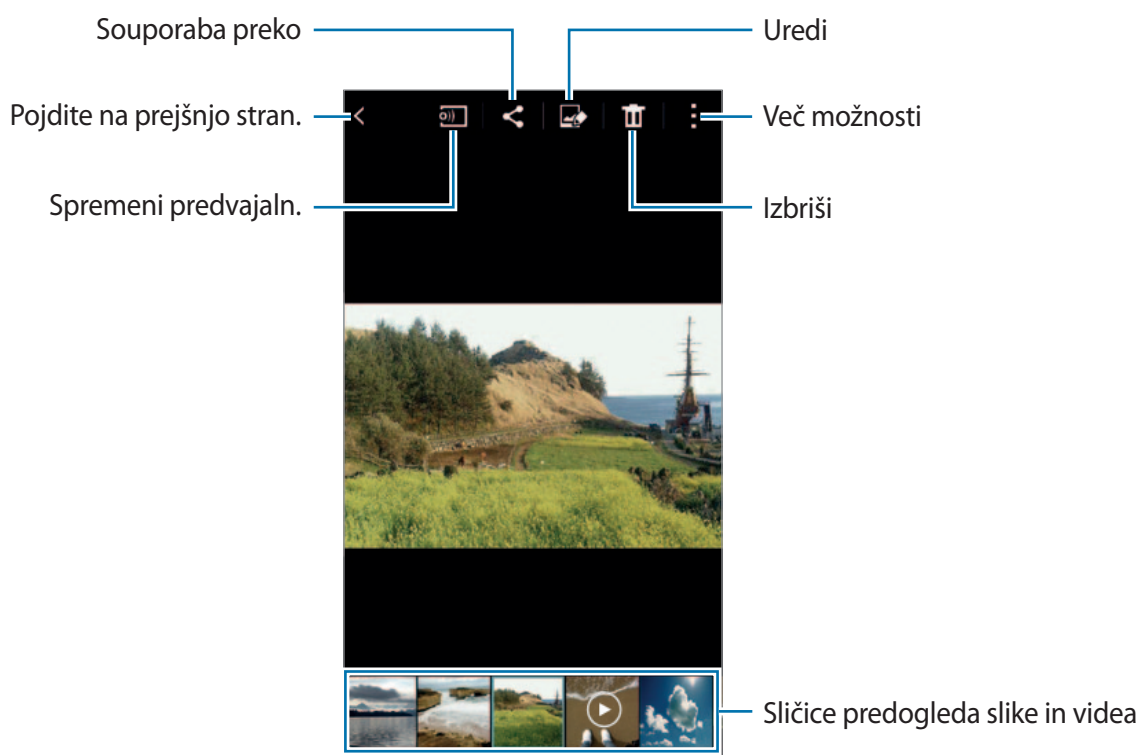 Souporaba preko
Uredi
Pojdite na prejšnjo stran.
Več možnosti
Spremeni predvajaln.
Izbriši
Sličice predogleda slike in videa